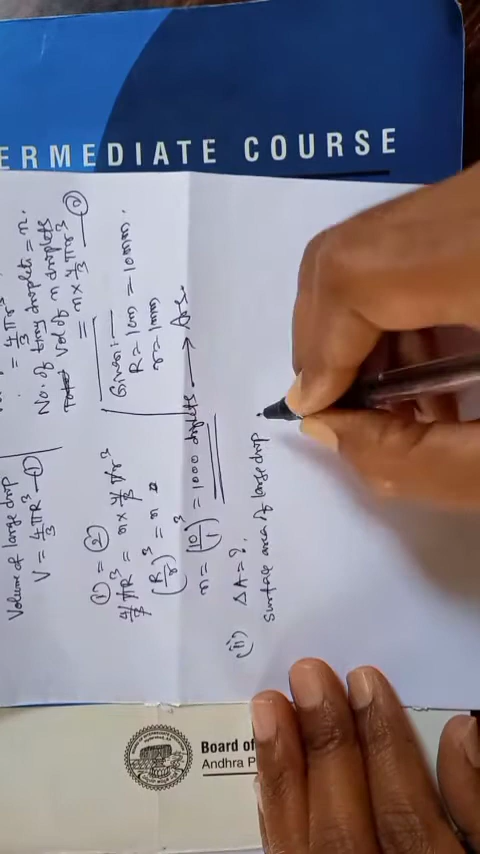 ERMEDIATE COURSE
Volume of large drop
V = 4/3 πR³ —①
= 4/3 πr³
No. of tiny droplets = n.
Vol of n droplets
= n × 4/3 πr³ —②
① = ②
4/3 πR³ = n × 4/3 πr³
(R/r)³ = n
n = (10/1)³ = 1000 droplets → Ans
Given:—
R = 1cm = 10mm.
r = 1mm
(ii) ΔA = ?
Surface area of large drop
Board of
Andhra P